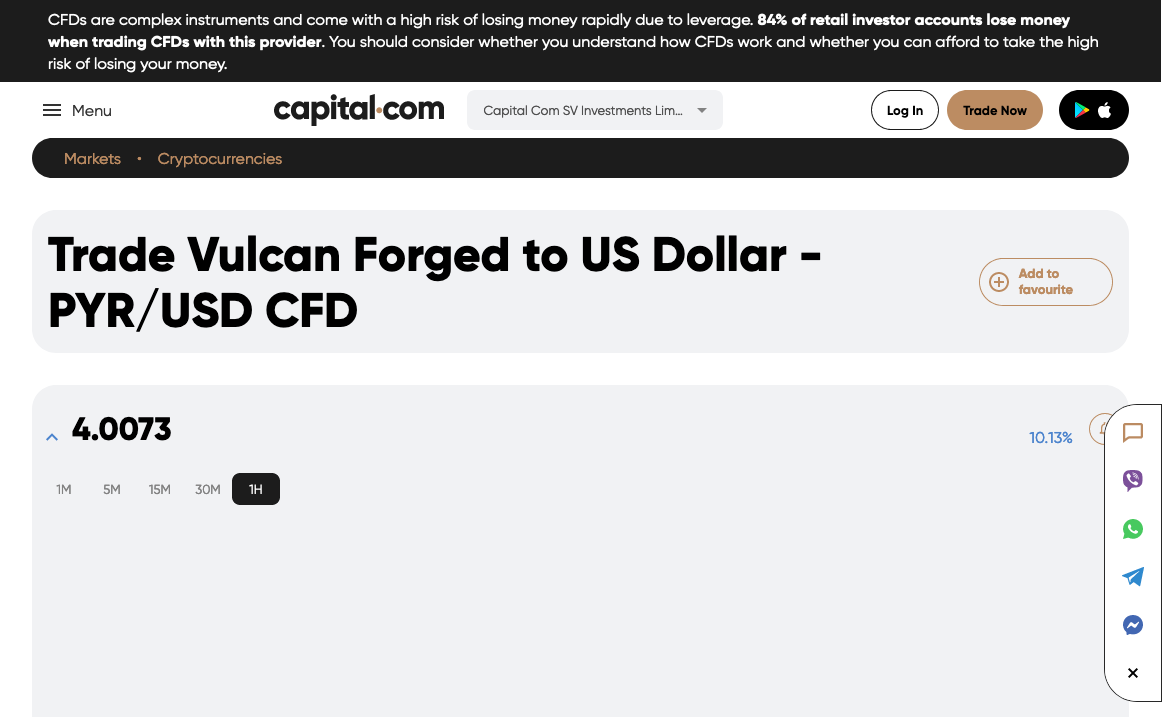 CFDs are complex instruments and come with a high risk of losing money rapidly due to leverage. 84% of retail investor accounts lose money
when trading CFDs with this provider. You should consider whether you understand how CFDs work and whether you can afford to take the high
risk of losing your money.
Menu
capital.com
Capital Com SV Investments Lim...
Log In
Trade Now
Markets • Cryptocurrencies
Trade Vulcan Forged to US Dollar -
PYR/USD CFD
Add to
favourite
4.0073
10.13%
1M 5M 15M 30M 1H